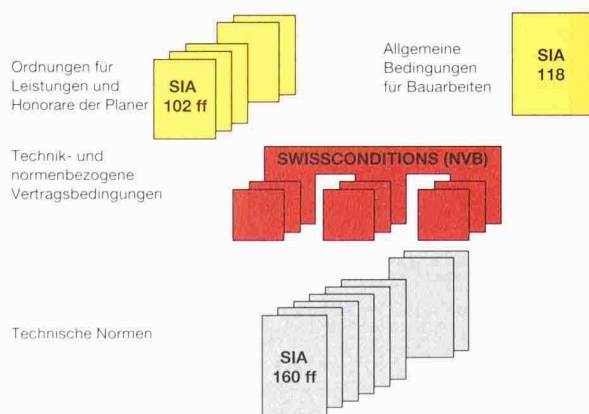 Ordnungen für
Leistungen und
Honorare der Planer
SIA
102 ff
Allgemeine
Bedingungen
für Bauarbeiten
SIA
118
Technik- und
normenbezogene
Vertragsbedingungen
SWISSCONDITIONS (NVB)
Technische Normen
SIA
160 ff